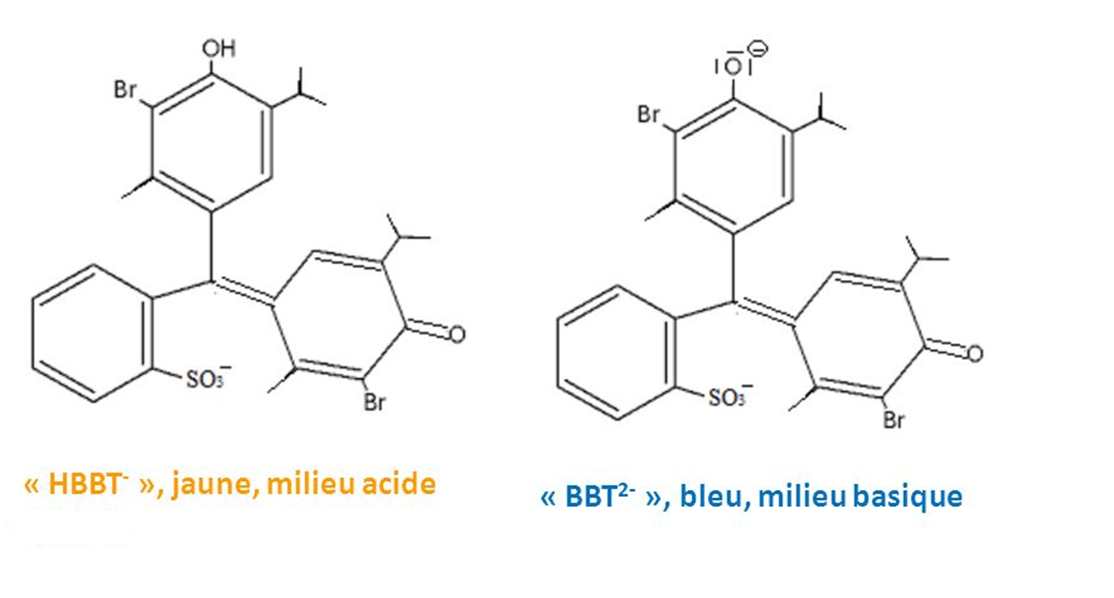 OH
Br
SO₃⁻
O
Br
|O̅|⊖
Br
SO₃⁻
O
Br
« HBBT⁻ », jaune, milieu acide
« BBT²⁻ », bleu, milieu basique